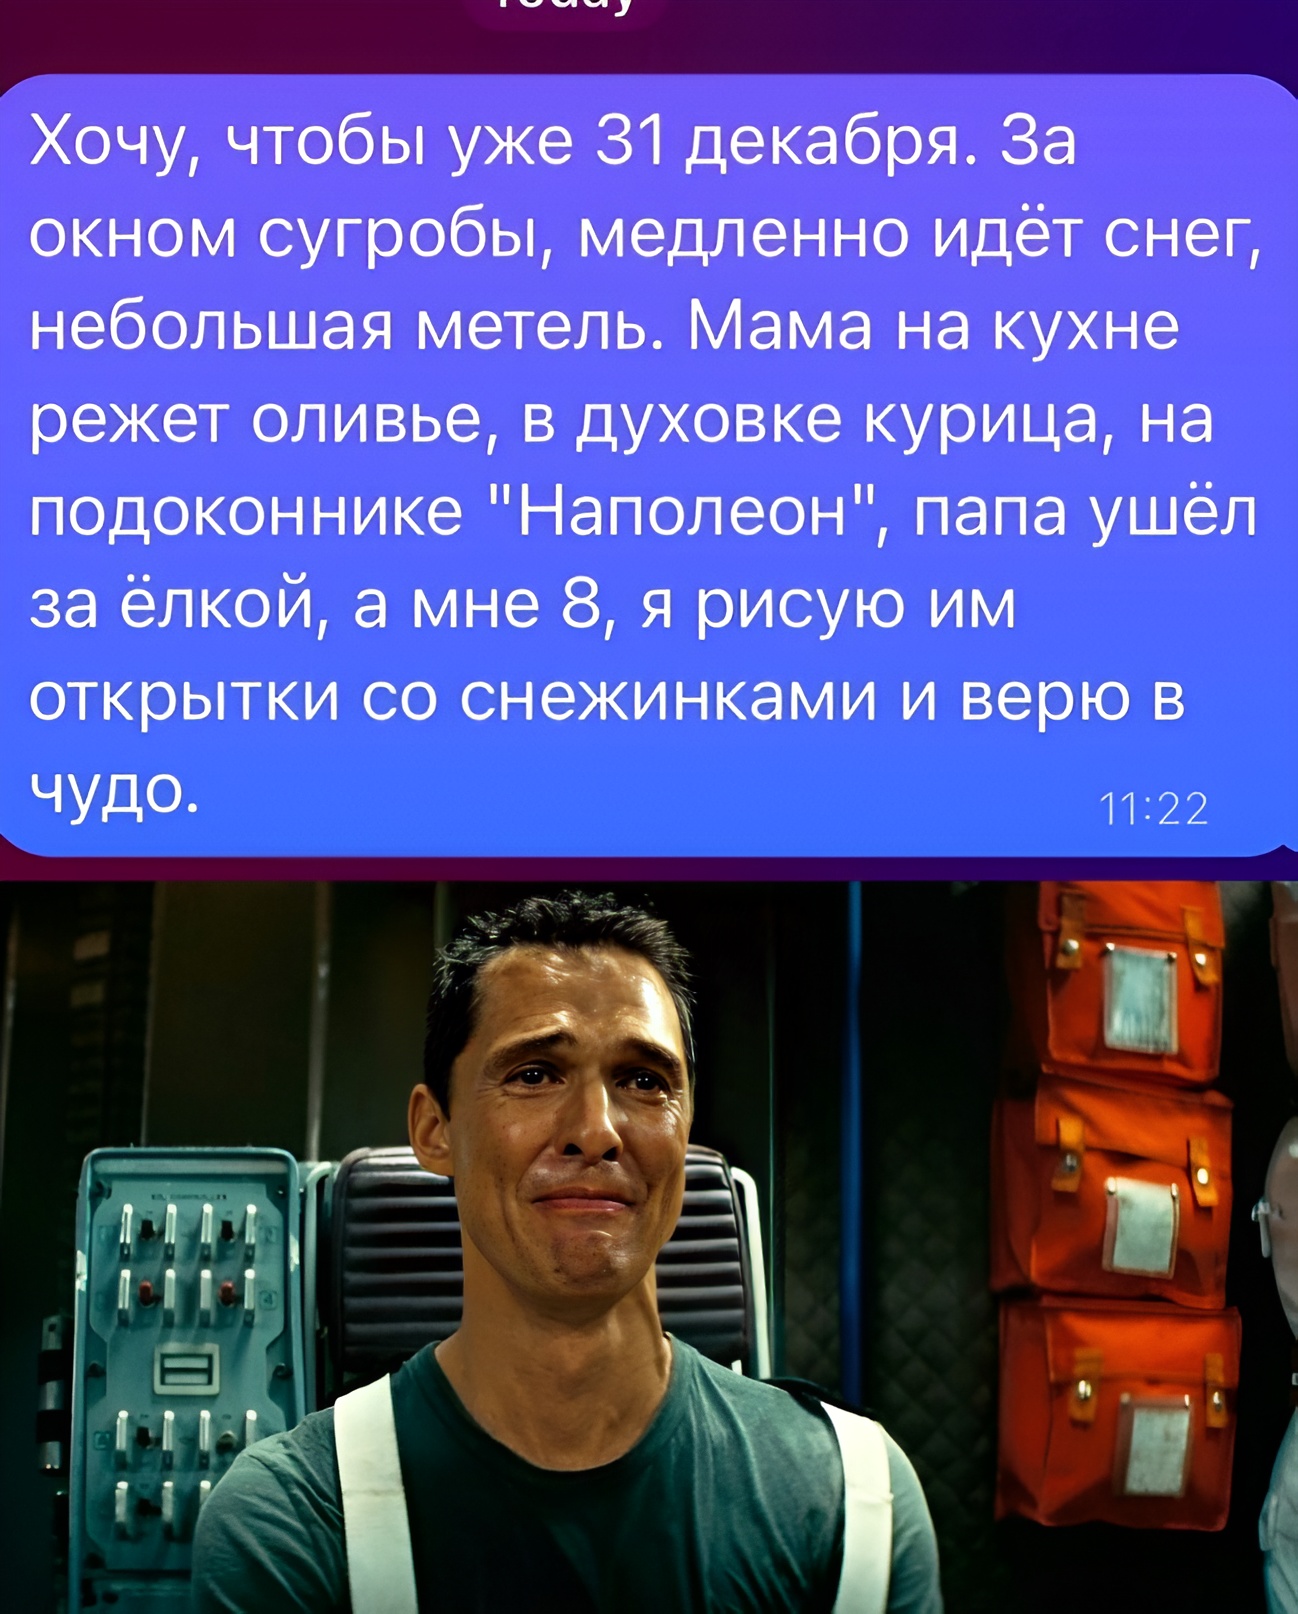 Today
Хочу, чтобы уже 31 декабря. За
окном сугробы, медленно идёт снег,
небольшая метель. Мама на кухне
режет оливье, в духовке курица, на
подоконнике "Наполеон", папа ушёл
за ёлкой, а мне 8, я рисую им
открытки со снежинками и верю в
чудо.
11:22